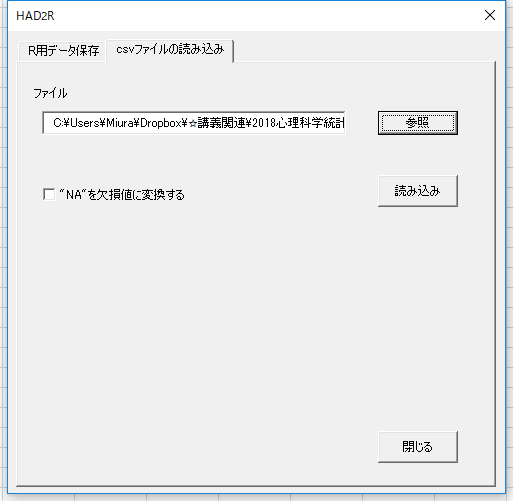 HAD2R
R用データ保存 csvファイルの読み込み
ファイル
C:¥Users¥Miura¥Dropbox¥☆講義関連¥2018心理科学統計 参照
"NA"を欠損値に変換する 読み込み
閉じる